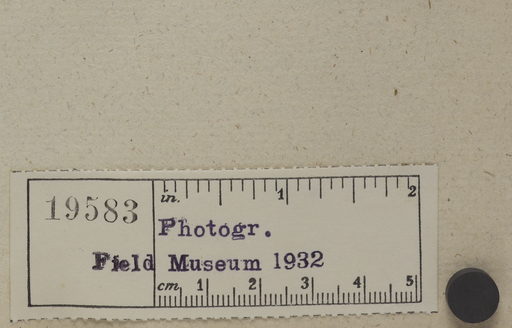 19583
in. 1 2
Photogr.
Field Museum 1932
cm. 1 2 3 4 5